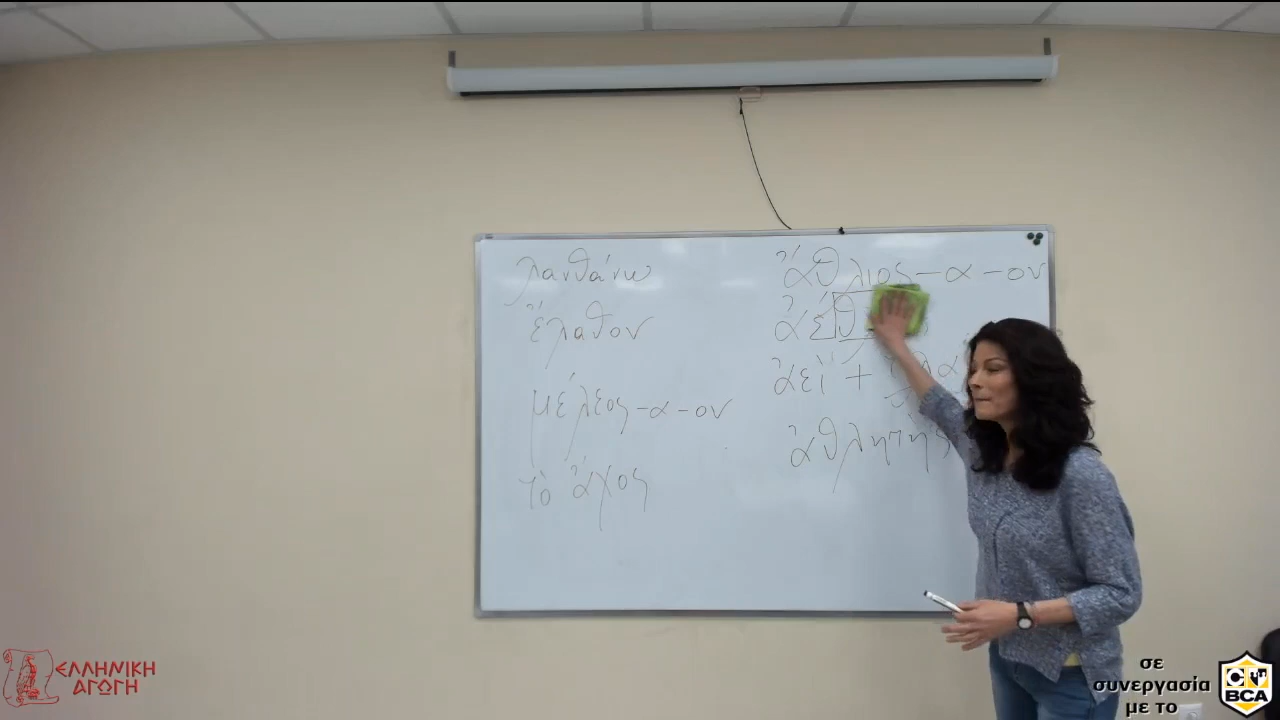 λανθάνω
ἔλαθον
μέλεος-α-ον
τὸ ἄχος
ἄθλιος-α-ον
ἀεὶ +
ἀθλητής
ΕΛΛΗΝΙΚΗ
ΑΓΩΓΗ
σε
συνεργασία
με το
BCA